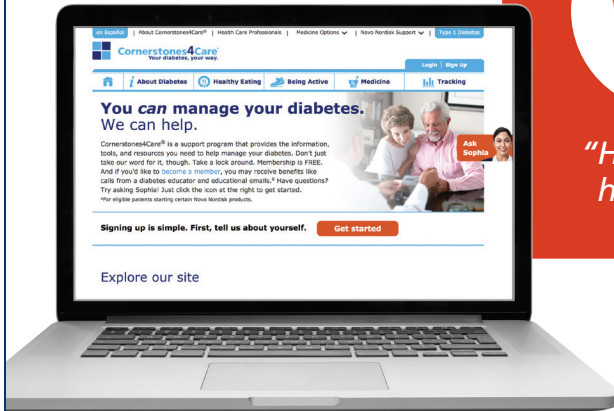 en Español | About Cornerstones4Care® | Health Care Professionals | Medicine Options | Novo Nordisk Support | Type 1 Diabetes
Cornerstones4Care®
Your diabetes, your way.
Login | Sign Up
About Diabetes
Healthy Eating
Being Active
Medicine
Tracking
You can manage your diabetes.
We can help.
Cornerstones4Care® is a support program that provides the information,
tools, and resources you need to help manage your diabetes. Don't just
take our word for it, though. Take a look around. Membership is FREE.
And if you'd like to become a member, you may receive benefits like
calls from a diabetes educator and educational emails.ª Have questions?
Try asking Sophia! Just click the icon at the right to get started.
ªFor eligible patients starting certain Novo Nordisk products.
Ask
Sophia
Signing up is simple. First, tell us about yourself. Get started
Explore our site
"H
h